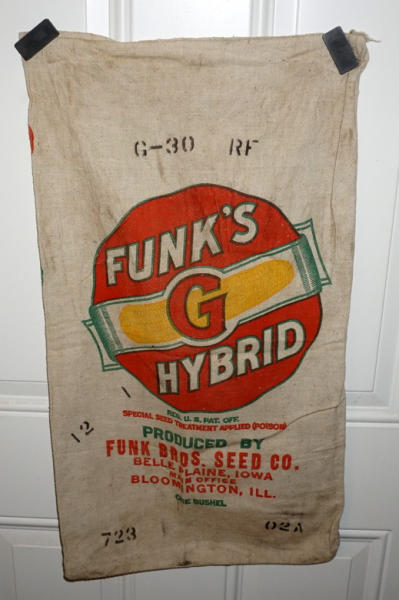 G-30 RF
FUNK'S
G
HYBRID
REG. U. S. PAT. OFF.
SPECIAL SEED TREATMENT APPLIED (POISON)
PRODUCED BY
FUNK BROS. SEED CO.
BELLE PLAINE, IOWA
MAIN OFFICE
BLOOMINGTON, ILL.
ONE BUSHEL
12 1
723 02A